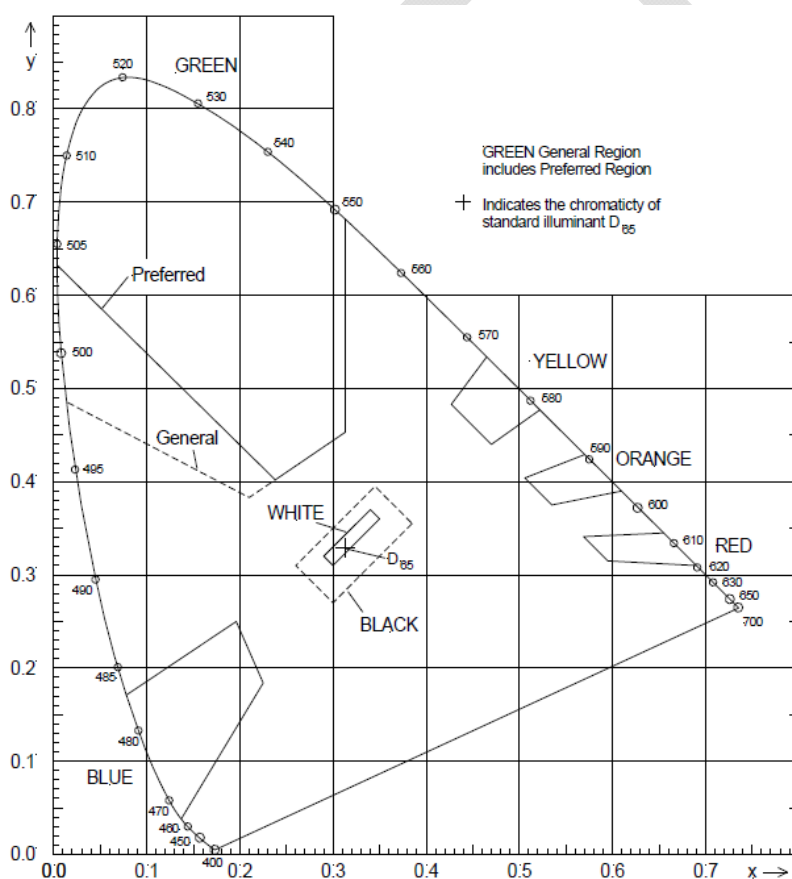 y
520
GREEN
530
0.8
540
510
GREEN General Region
includes Preferred Region
0.7
550
Indicates the chromaticity of
standard illuminant D65
505
Preferred
560
0.6
570
500
YELLOW
0.5
580
General
590
495
ORANGE
0.4
600
WHITE
610
RED
D65
620
0.3
630
490
650
BLACK
700
0.2
485
480
0.1
BLUE
470
460
450
0.0
400
0.0 0.1 0.2 0.3 0.4 0.5 0.6 0.7 x